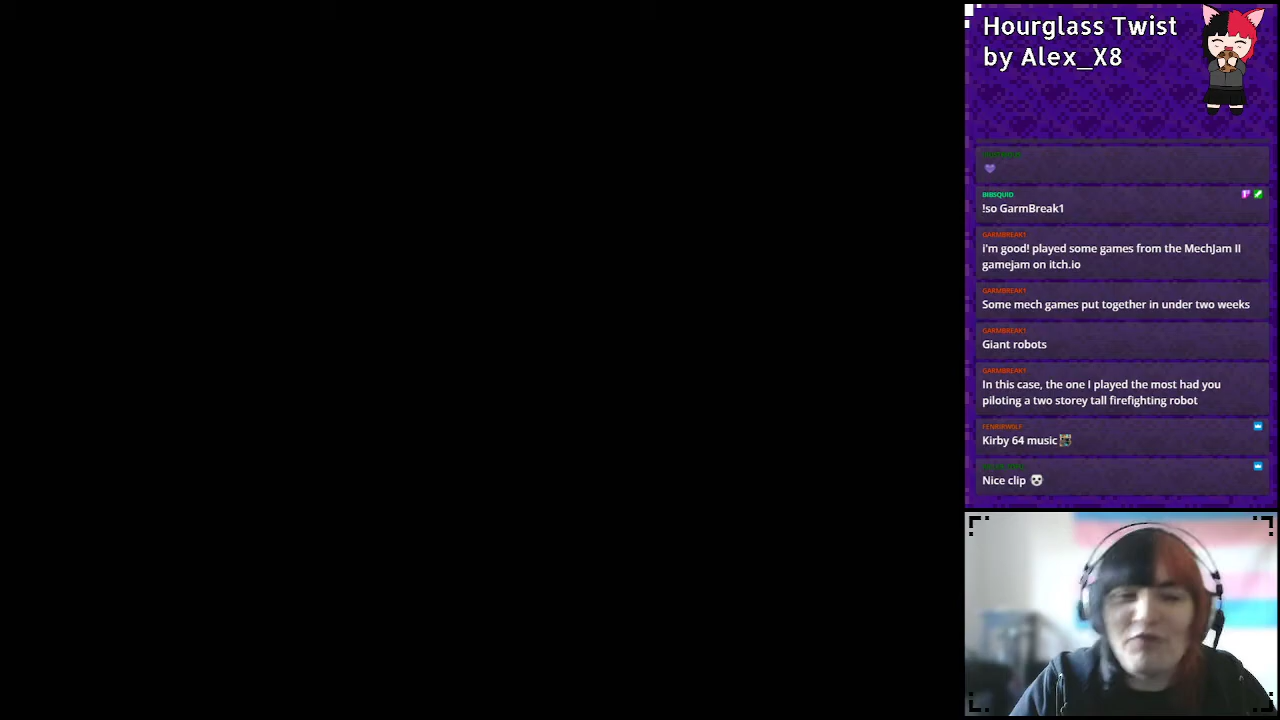 Hourglass Twist
by Alex_X8
BIBSQUID
!so GarmBreak1
GARMBREAK1
i'm good! played some games from the MechJam II
gamejam on itch.io
GARMBREAK1
Some mech games put together in under two weeks
GARMBREAK1
Giant robots
GARMBREAK1
In this case, the one I played the most had you
piloting a two storey tall firefighting robot
FENRIRW0LF
Kirby 64 music
Nice clip